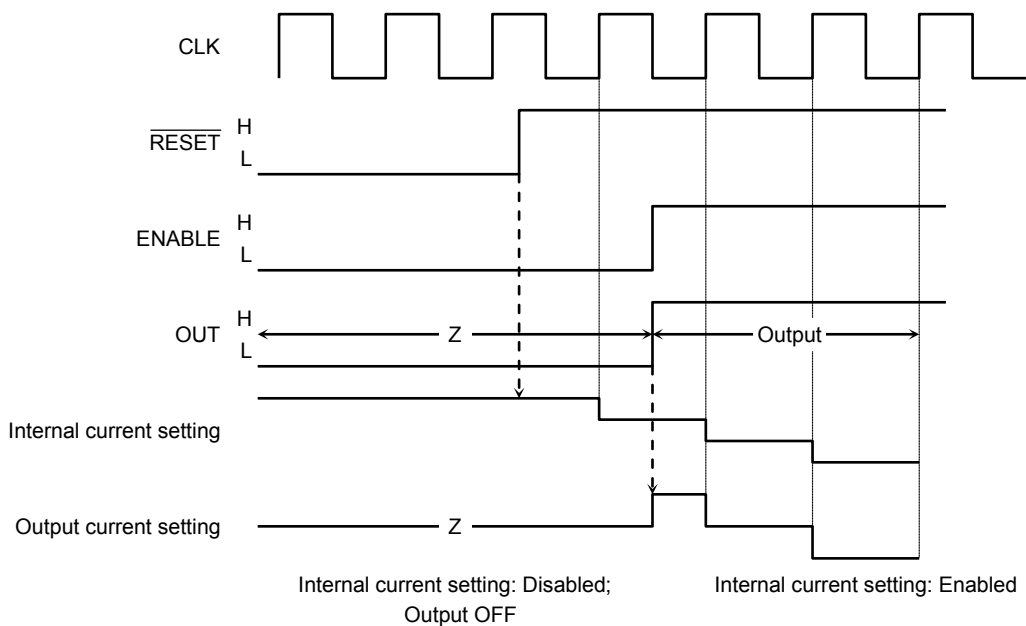 CLK
RESET
H
L
ENABLE
H
L
OUT
H
L
Z
Output
Internal current setting
Output current setting
Z
Internal current setting: Disabled;
Output OFF
Internal current setting: Enabled